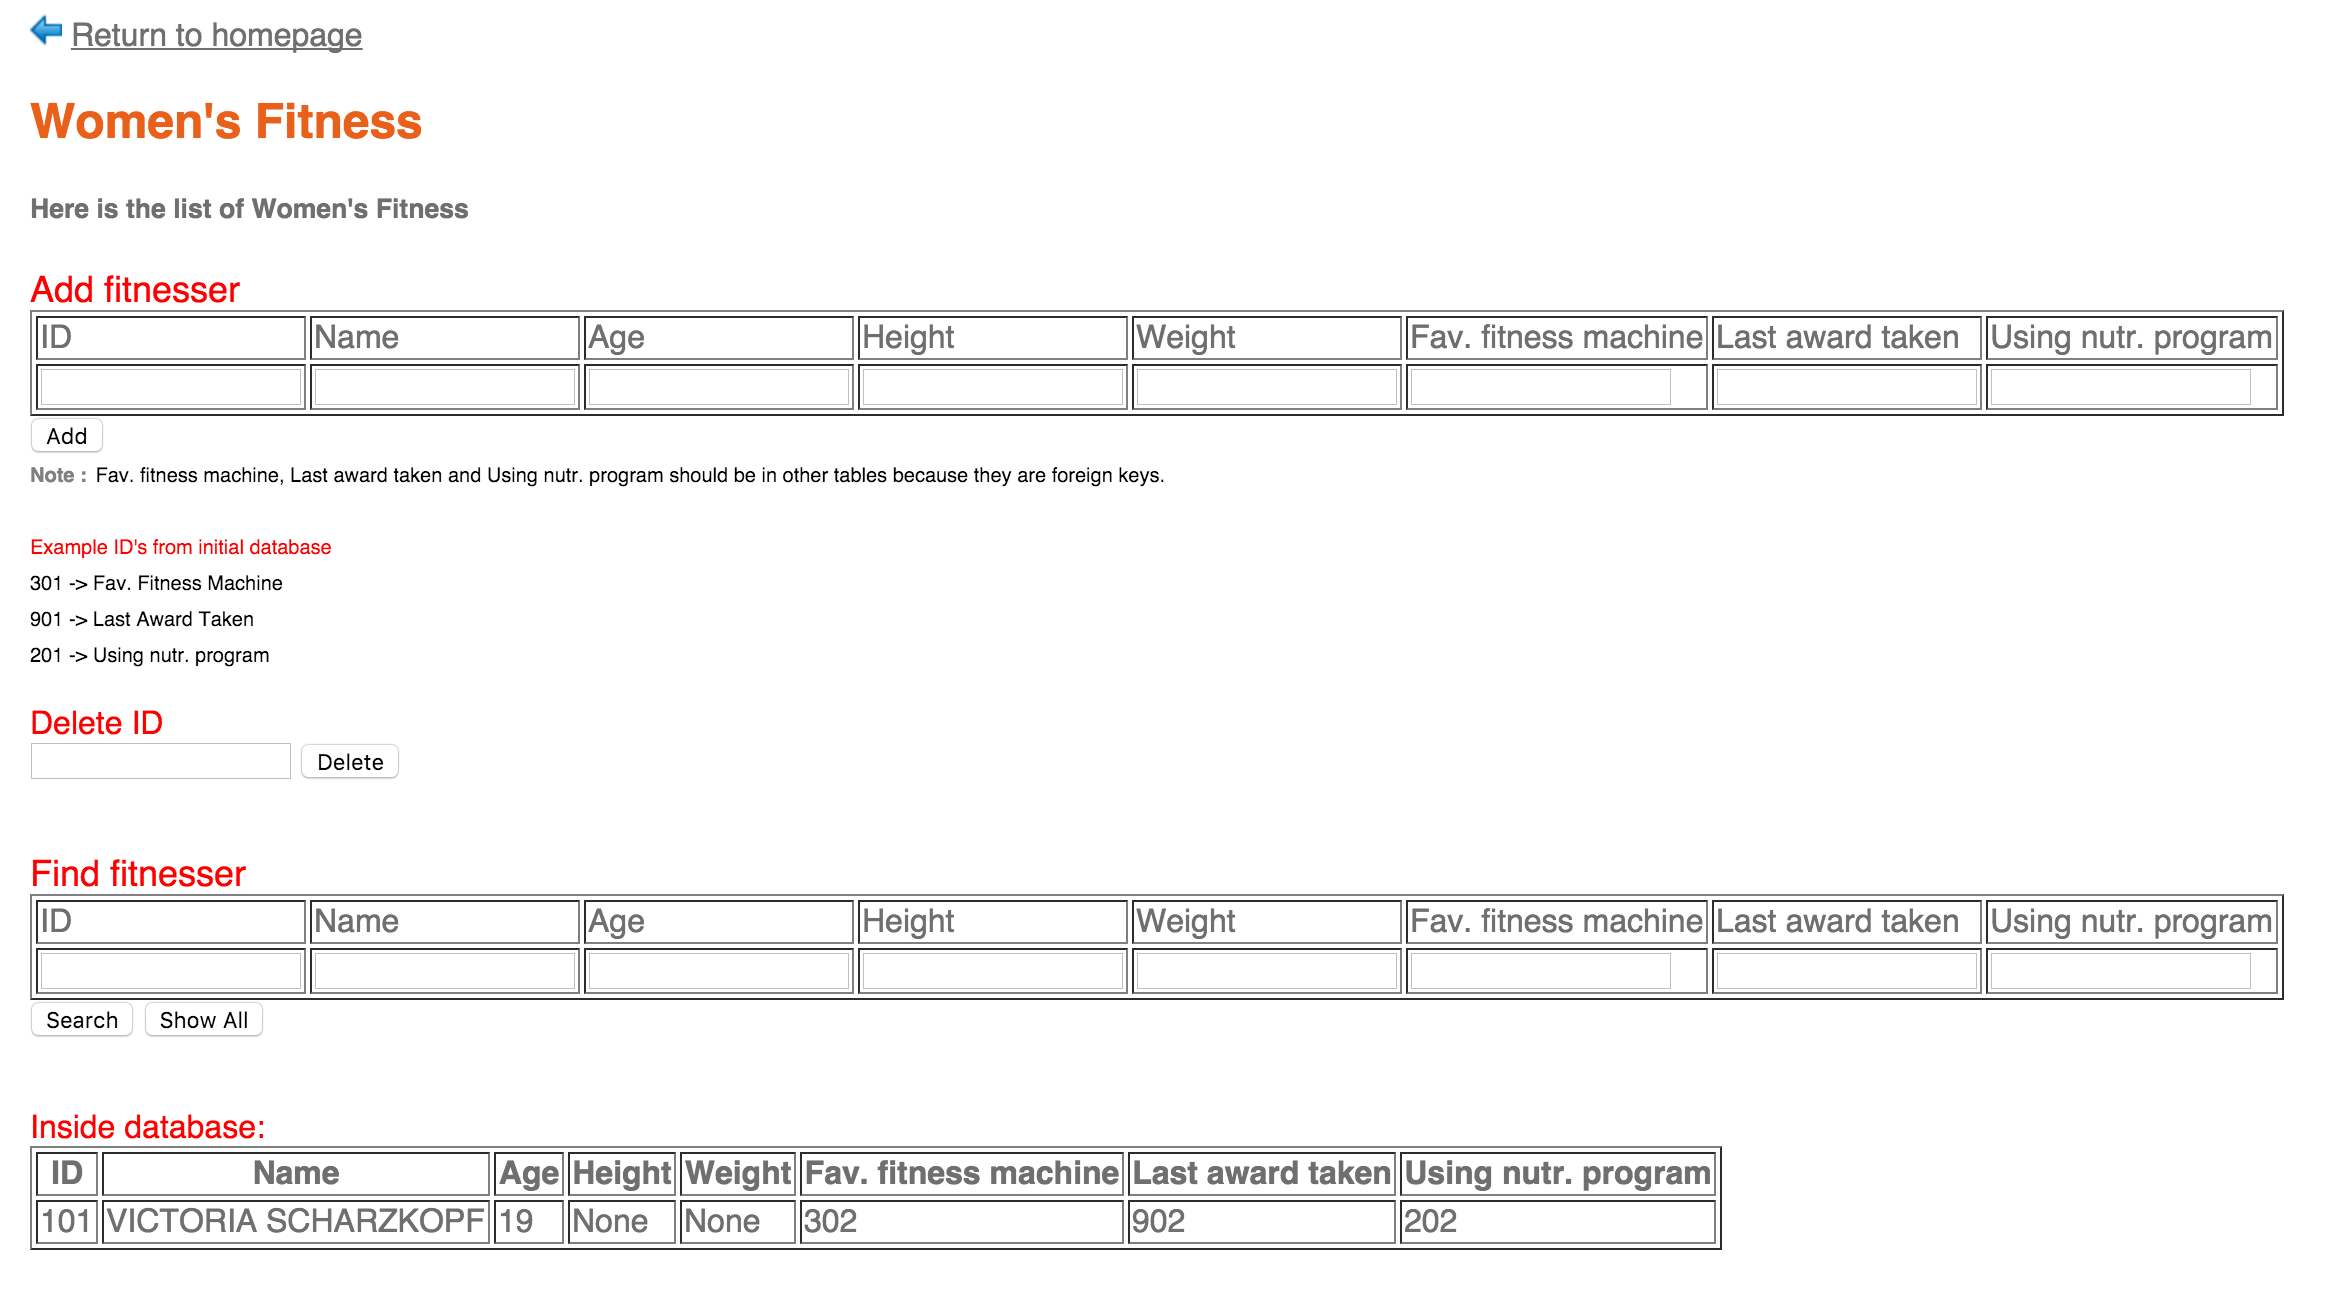 Return to homepage
Women's Fitness
Here is the list of Women's Fitness
Add fitnesser
ID Name Age Height Weight Fav. fitness machine Last award taken Using nutr. program
Add
Note : Fav. fitness machine, Last award taken and Using nutr. program should be in other tables because they are foreign keys.
Example ID's from initial database
301 -> Fav. Fitness Machine
901 -> Last Award Taken
201 -> Using nutr. program
Delete ID
Delete
Find fitnesser
ID Name Age Height Weight Fav. fitness machine Last award taken Using nutr. program
Search Show All
Inside database:
ID Name Age Height Weight Fav. fitness machine Last award taken Using nutr. program
101 VICTORIA SCHARZKOPF 19 None None 302 902 202